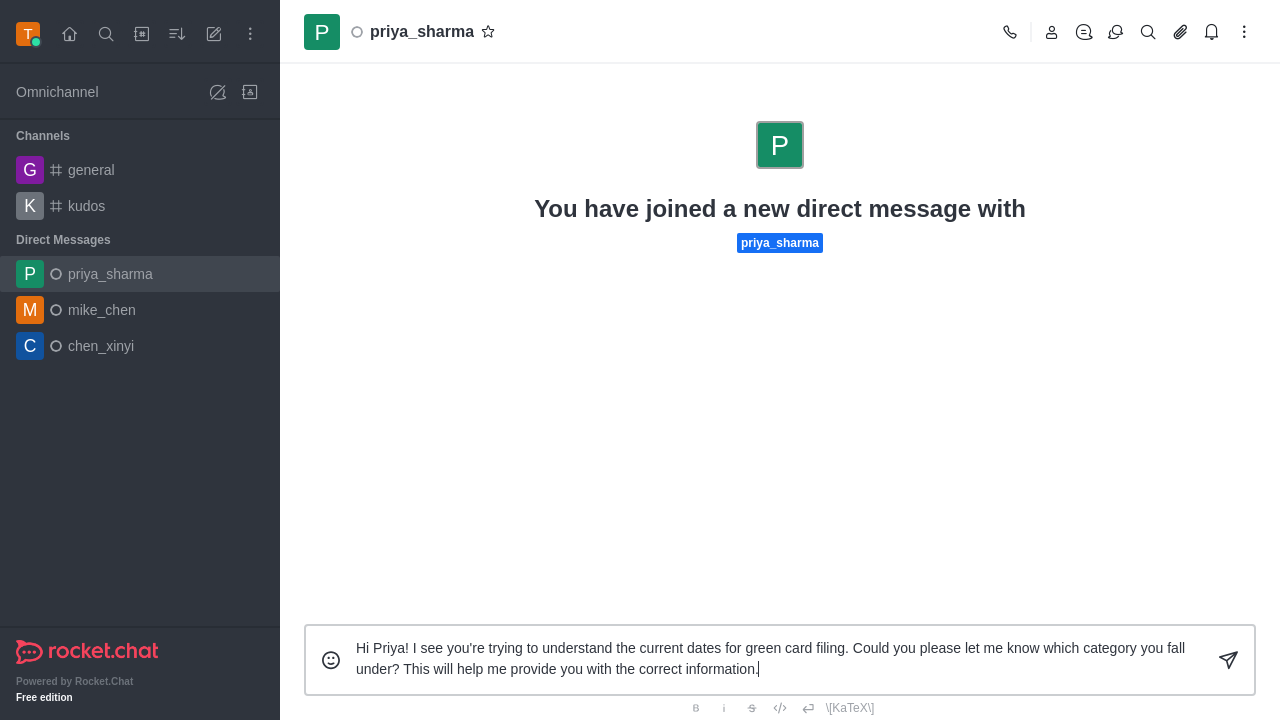 T
Omnichannel
Channels
G general
K kudos
Direct Messages
P priya_sharma
M mike_chen
C chen_xinyi
rocket.chat
Powered by Rocket.Chat
Free edition
P priya_sharma
P
You have joined a new direct message with
priya_sharma
Hi Priya! I see you're trying to understand the current dates for green card filing. Could you please let me know which category you fall
under? This will help me provide you with the correct information.
B i S \[KaTeX\]